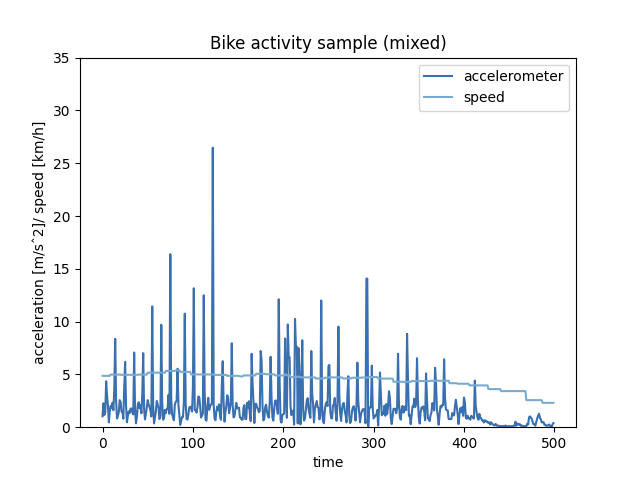 Bike activity sample (mixed)
35
30
25
20
15
10
5
0
acceleration [m/s^2]/ speed [km/h]
accelerometer
speed
0 100 200 300 400 500
time